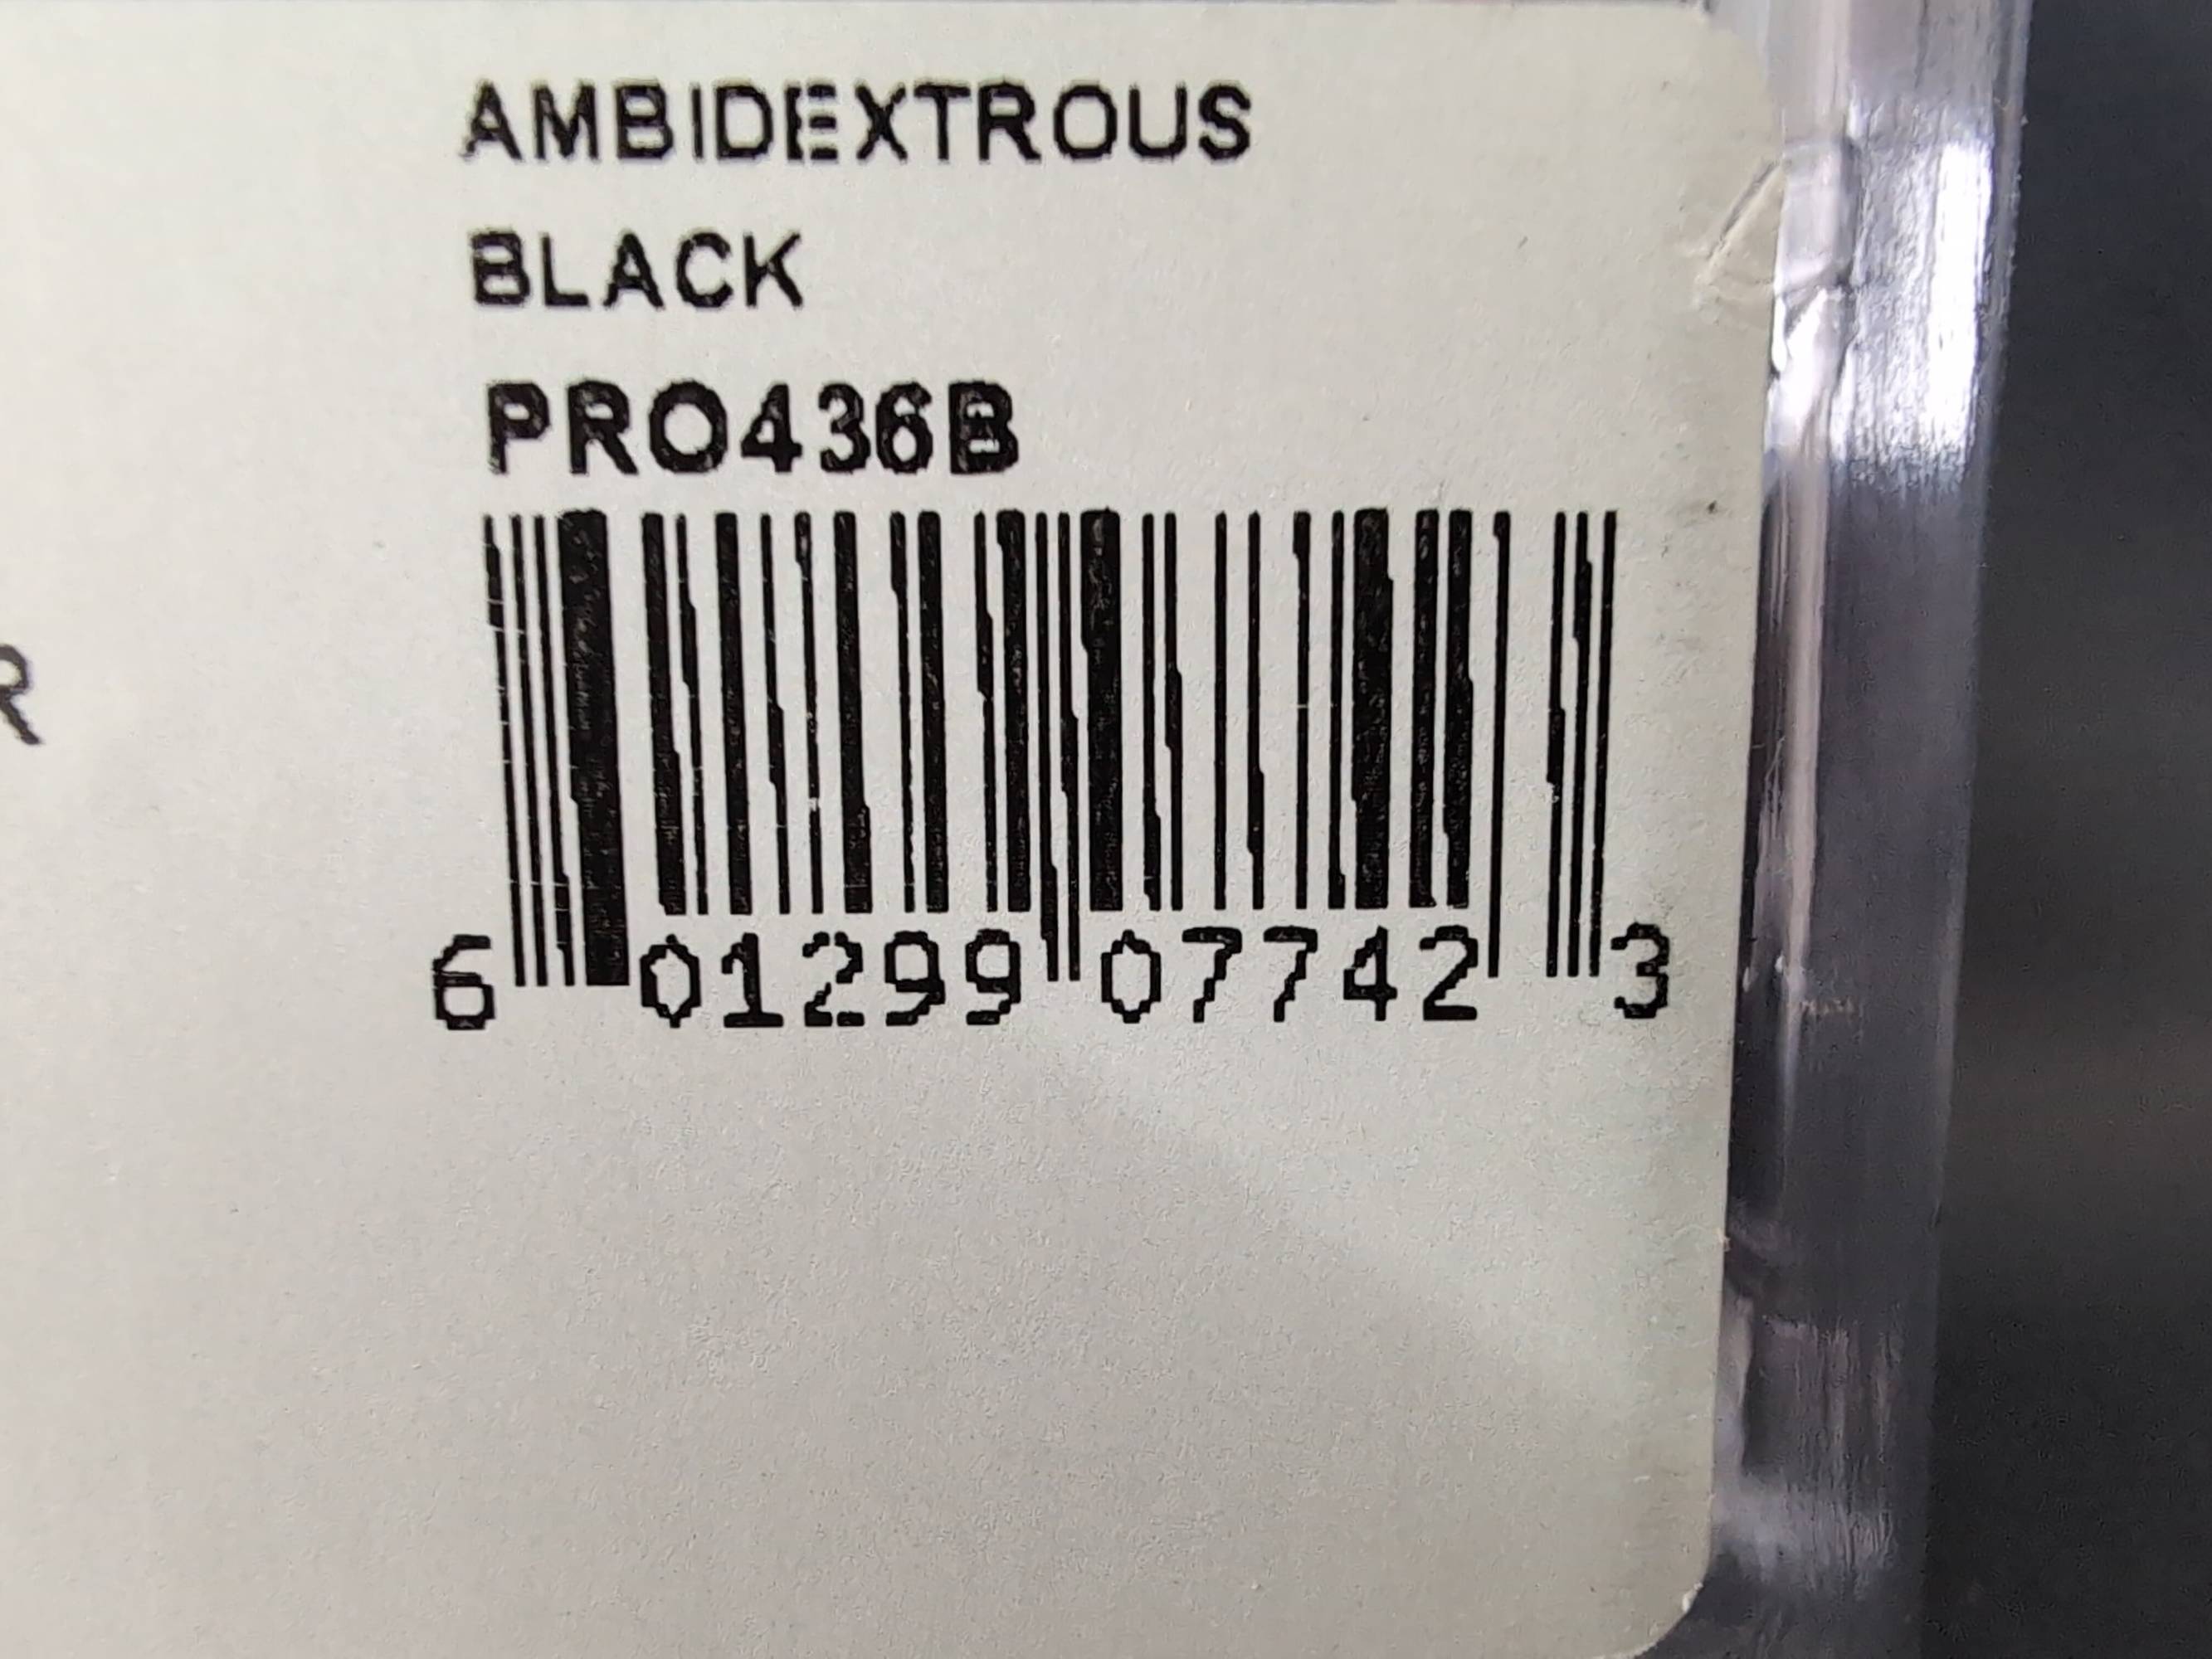 AMBIDEXTROUS
BLACK
PRO436B
R
6 01299 07742 3